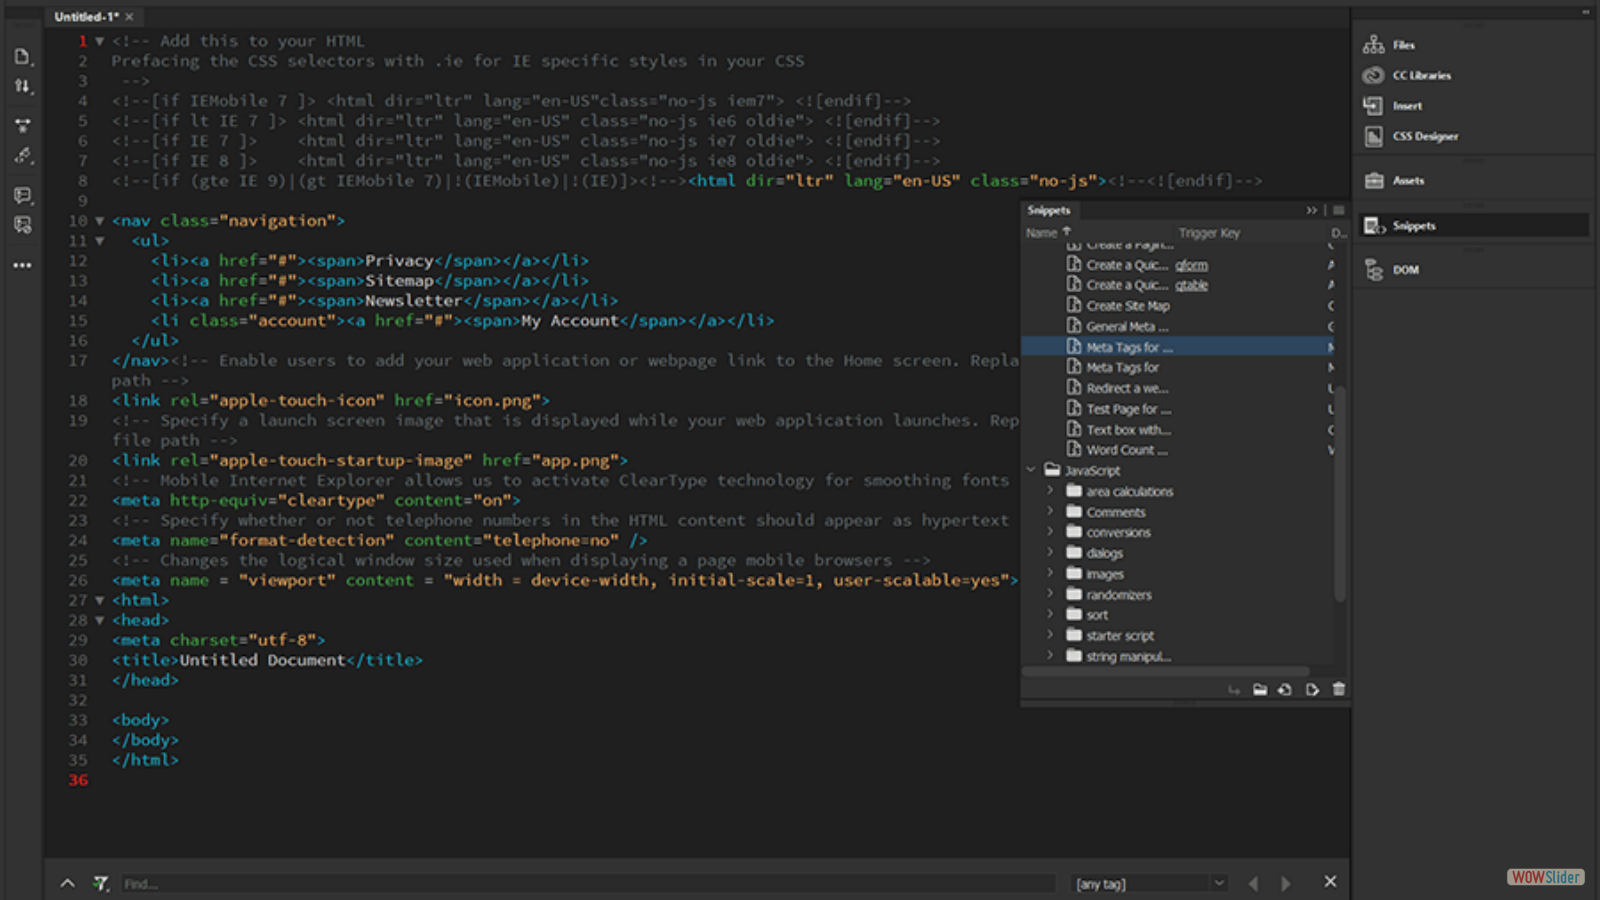 Untitled-1* ×
1 <!-- Add this to your HTML
2 Prefacing the CSS selectors with .ie for IE specific styles in your CSS
3 -->
4 <!--[if IEMobile 7 ]> <html dir="ltr" lang="en-US"class="no-js iem7"> <![endif]-->
5 <!--[if lt IE 7 ]> <html dir="ltr" lang="en-US" class="no-js ie6 oldie"> <![endif]-->
6 <!--[if IE 7 ]>    <html dir="ltr" lang="en-US" class="no-js ie7 oldie"> <![endif]-->
7 <!--[if IE 8 ]>    <html dir="ltr" lang="en-US" class="no-js ie8 oldie"> <![endif]-->
8 <!--[if (gte IE 9)|(gt IEMobile 7)|!(IEMobile)|!(IE)]><!--><html dir="ltr" lang="en-US" class="no-js"><!--<![endif]-->
9
10 <nav class="navigation">
11 <ul>
12 <li><a href="#"><span>Privacy</span></a></li>
13 <li><a href="#"><span>Sitemap</span></a></li>
14 <li><a href="#"><span>Newsletter</span></a></li>
15 <li class="account"><a href="#"><span>My Account</span></a></li>
16 </ul>
17 </nav><!-- Enable users to add your web application or webpage link to the Home screen. Repla
path -->
18 <link rel="apple-touch-icon" href="icon.png">
19 <!-- Specify a launch screen image that is displayed while your web application launches. Rep
file path -->
20 <link rel="apple-touch-startup-image" href="app.png">
21 <!-- Mobile Internet Explorer allows us to activate ClearType technology for smoothing fonts
22 <meta http-equiv="cleartype" content="on">
23 <!-- Specify whether or not telephone numbers in the HTML content should appear as hypertext
24 <meta name="format-detection" content="telephone=no" />
25 <!-- Changes the logical window size used when displaying a page mobile browsers -->
26 <meta name = "viewport" content = "width = device-width, initial-scale=1, user-scalable=yes">
27 <html>
28 <head>
29 <meta charset="utf-8">
30 <title>Untitled Document</title>
31 </head>
32
33 <body>
34 </body>
35 </html>
36
Find...
[any tag]
Snippets
Name Trigger Key D..
Create a Pagin... C
Create a Quic... qform A
Create a Quic... qtable A
Create Site Map C
General Meta ... G
Meta Tags for ... M
Meta Tags for M
Redirect a we... U
Test Page for ... U
Text box with... C
Word Count ... W
JavaScript
area calculations
Comments
conversions
dialogs
images
randomizers
sort
starter script
string manipul...
Files
CC Libraries
Insert
CSS Designer
Assets
Snippets
DOM
WOWSlider